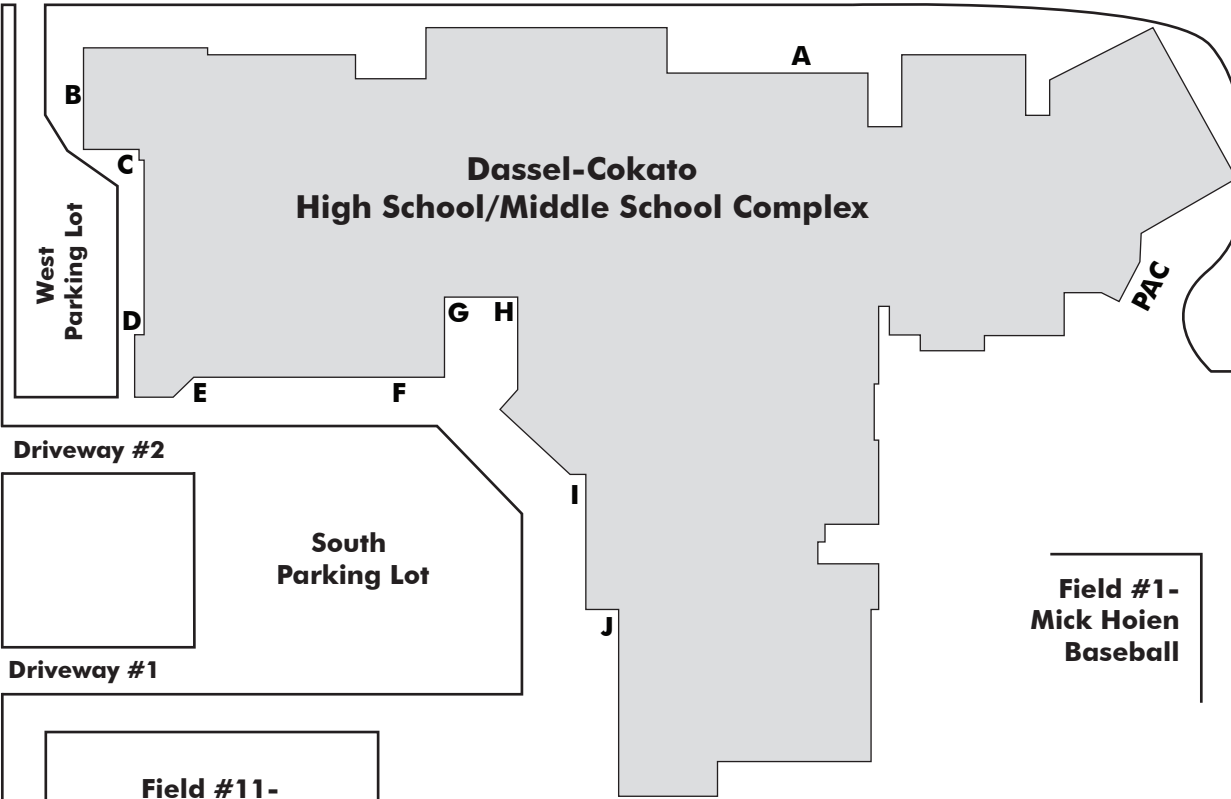 A
B
C
Dassel-Cokato
High School/Middle School Complex
West
Parking Lot
D
G
H
PAC
E
F
Driveway #2
I
South
Parking Lot
Field #1-
Mick Hoien
Baseball
J
Driveway #1
Field #11-